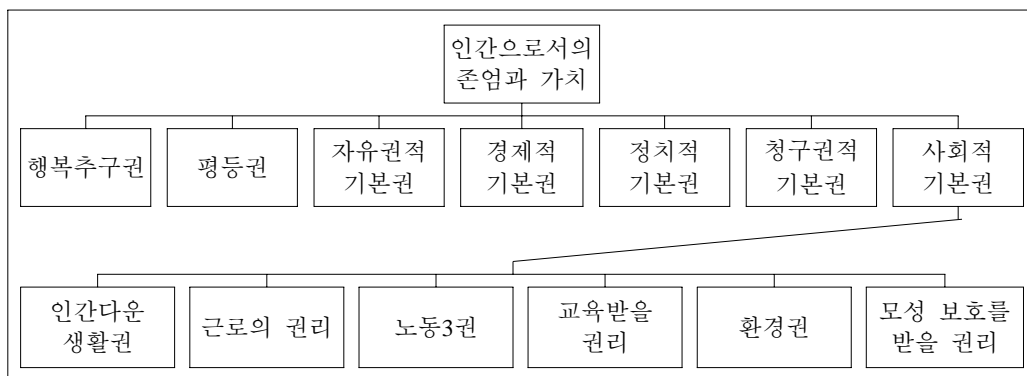 인간으로서의
존엄과 가치
행복추구권
평등권
자유권적
기본권
경제적
기본권
정치적
기본권
청구권적
기본권
사회적
기본권
인간다운
생활권
근로의 권리
노동3권
교육받을
권리
환경권
모성 보호를
받을 권리